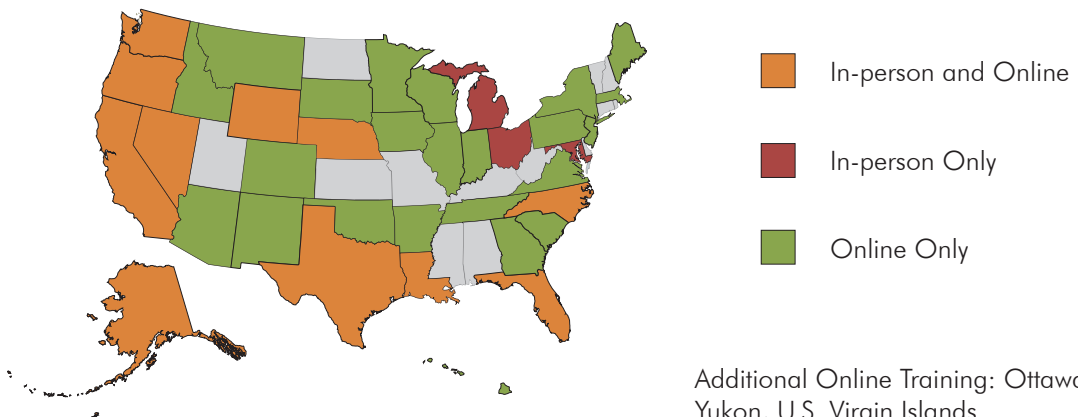 In-person and Online
In-person Only
Online Only
Additional Online Training: Ottawa
Yukon, U.S. Virgin Islands